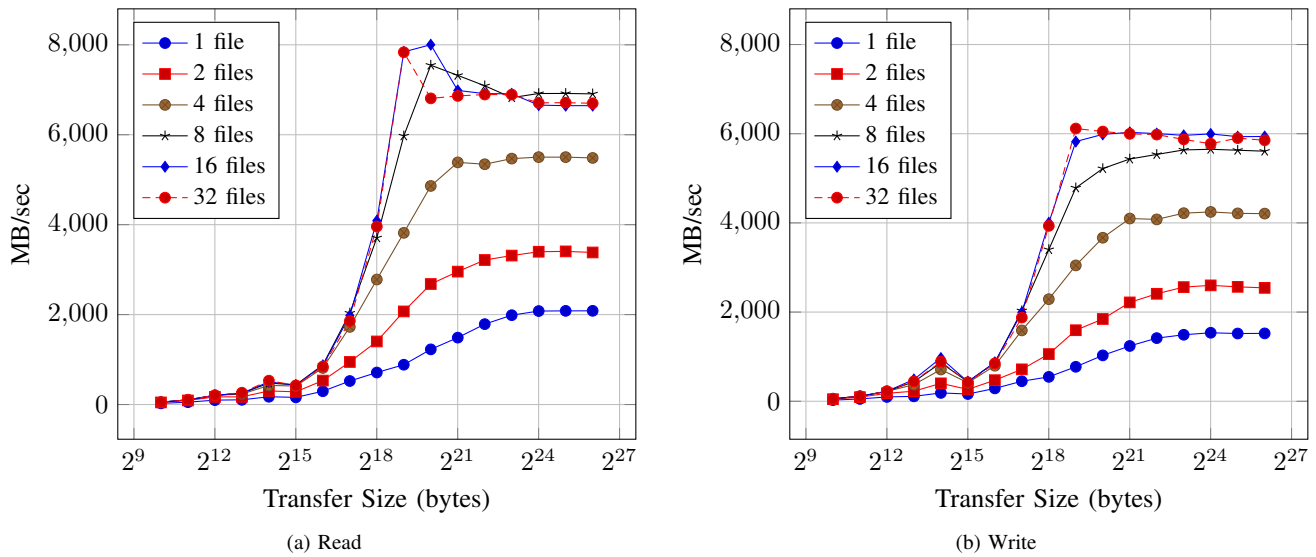 8,000
6,000
4,000
2,000
0
MB/sec
1 file
2 files
4 files
8 files
16 files
32 files
2^9 2^12 2^15 2^18 2^21 2^24 2^27
Transfer Size (bytes)
(a) Read
8,000
6,000
4,000
2,000
0
MB/sec
1 file
2 files
4 files
8 files
16 files
32 files
2^9 2^12 2^15 2^18 2^21 2^24 2^27
Transfer Size (bytes)
(b) Write